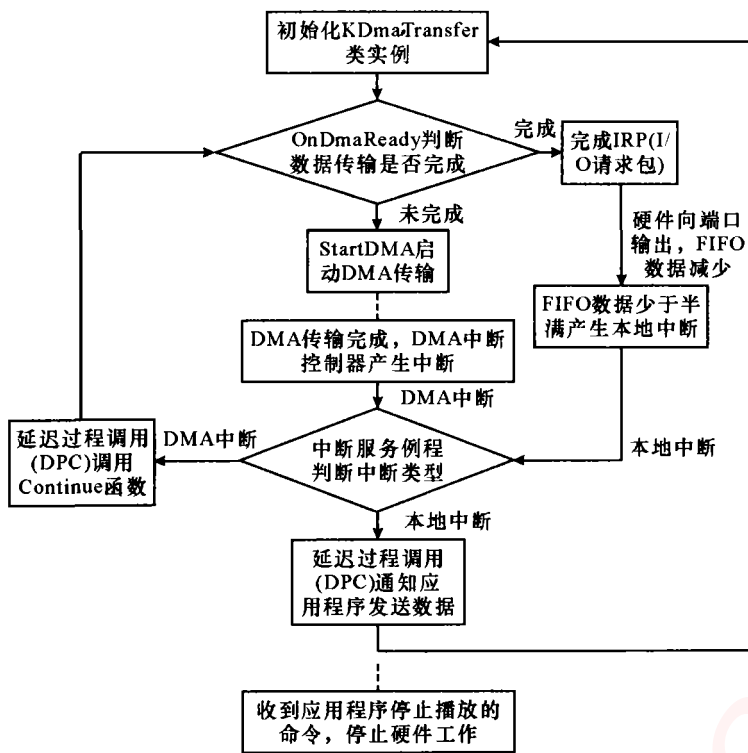 初始化KDmaTransfer
类实例
OnDmaReady判断
数据传输是否完成
完成
完成IRP(I/
O请求包)
未完成
硬件向端口
输出，FIFO
数据减少
StartDMA启
动DMA传输
FIFO数据少于半
满产生本地中断
DMA传输完成，DMA中断
控制器产生中断
DMA中断
延迟过程调用
(DPC)调用
Continue函数
DMA中断
中断服务例程
判断中断类型
本地中断
本地中断
延迟过程调用
(DPC)通知应
用程序发送数据
收到应用程序停止播放的
命令，停止硬件工作